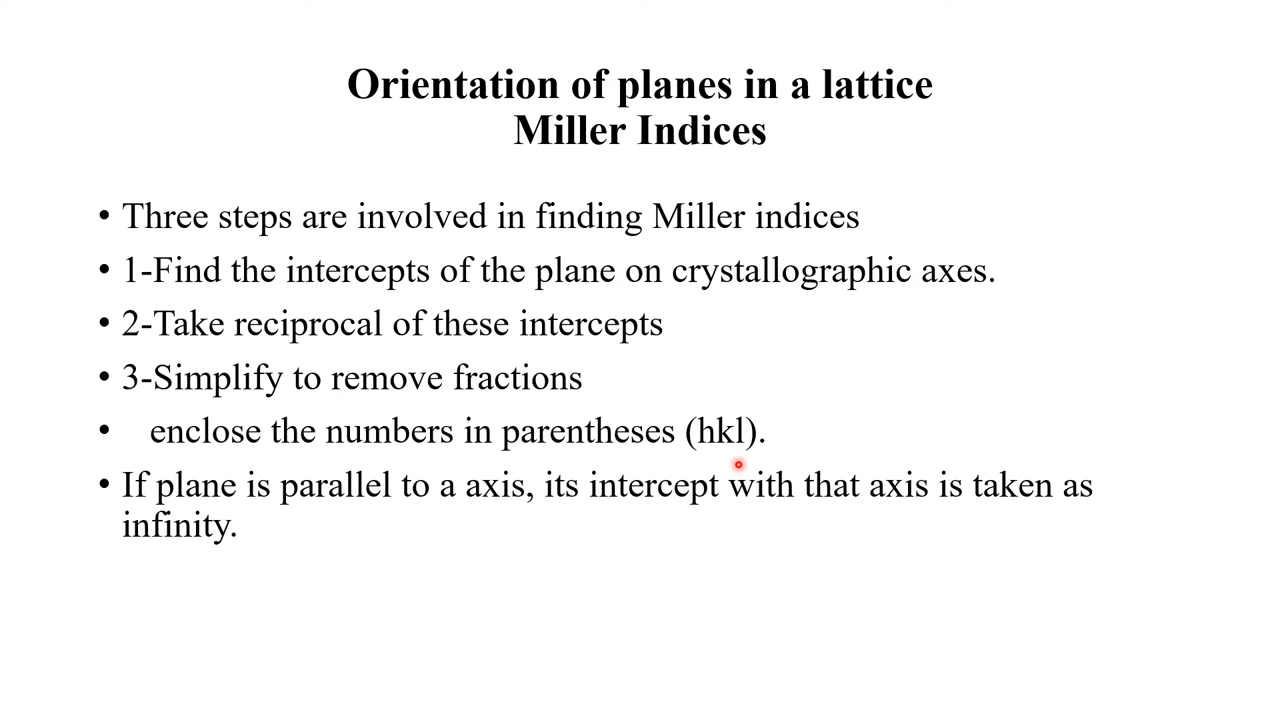 Orientation of planes in a lattice
Miller Indices
• Three steps are involved in finding Miller indices
• 1-Find the intercepts of the plane on crystallographic axes.
• 2-Take reciprocal of these intercepts
• 3-Simplify to remove fractions
• enclose the numbers in parentheses (hkl).
• If plane is parallel to a axis, its intercept with that axis is taken as
infinity.